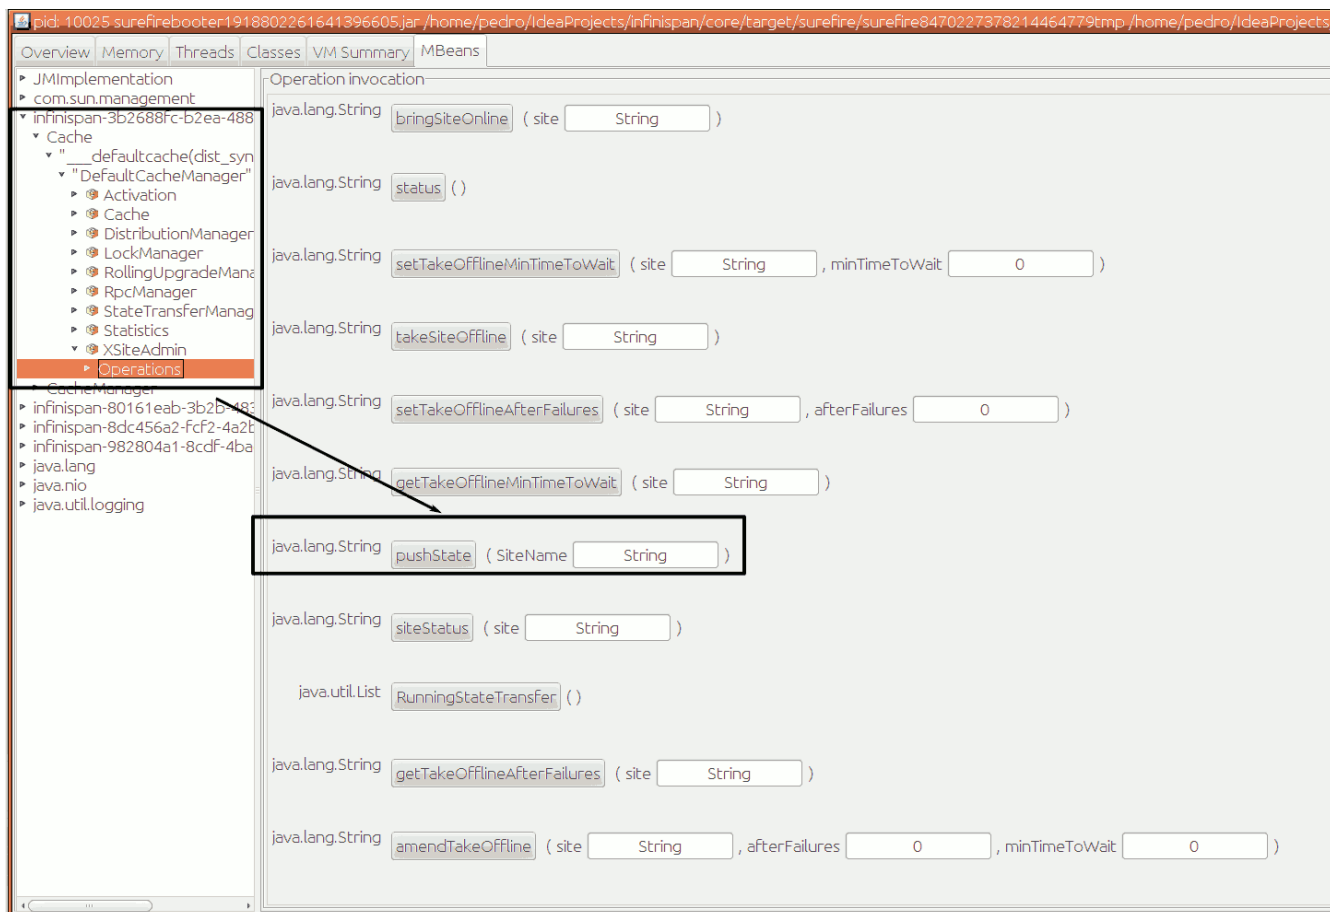 pid: 10025 surefirebooter1918802261641396605.jar /home/pedro/IdeaProjects/infinispan/core/target/surefire/surefire8470227378214464779tmp /home/pedro/IdeaProjects
Overview Memory Threads Classes VM Summary MBeans
JMImplementation
com.sun.management
infinispan-3b2688fc-b2ea-488
Cache
"___defaultcache(dist_syn
"DefaultCacheManager"
Activation
Cache
DistributionManager
LockManager
RollingUpgradeMana
RpcManager
StateTransferManag
Statistics
XSiteAdmin
Operations
CacheManager
infinispan-80161eab-3b2b-483
infinispan-8dc456a2-fcf2-4a2b
infinispan-982804a1-8cdf-4ba
java.lang
java.nio
java.util.logging
Operation invocation
java.lang.String bringSiteOnline ( site String )
java.lang.String status ( )
java.lang.String setTakeOfflineMinTimeToWait ( site String , minTimeToWait 0 )
java.lang.String takeSiteOffline ( site String )
java.lang.String setTakeOfflineAfterFailures ( site String , afterFailures 0 )
java.lang.String getTakeOfflineMinTimeToWait ( site String )
java.lang.String pushState ( SiteName String )
java.lang.String siteStatus ( site String )
java.util.List RunningStateTransfer ( )
java.lang.String getTakeOfflineAfterFailures ( site String )
java.lang.String amendTakeOffline ( site String , afterFailures 0 , minTimeToWait 0 )